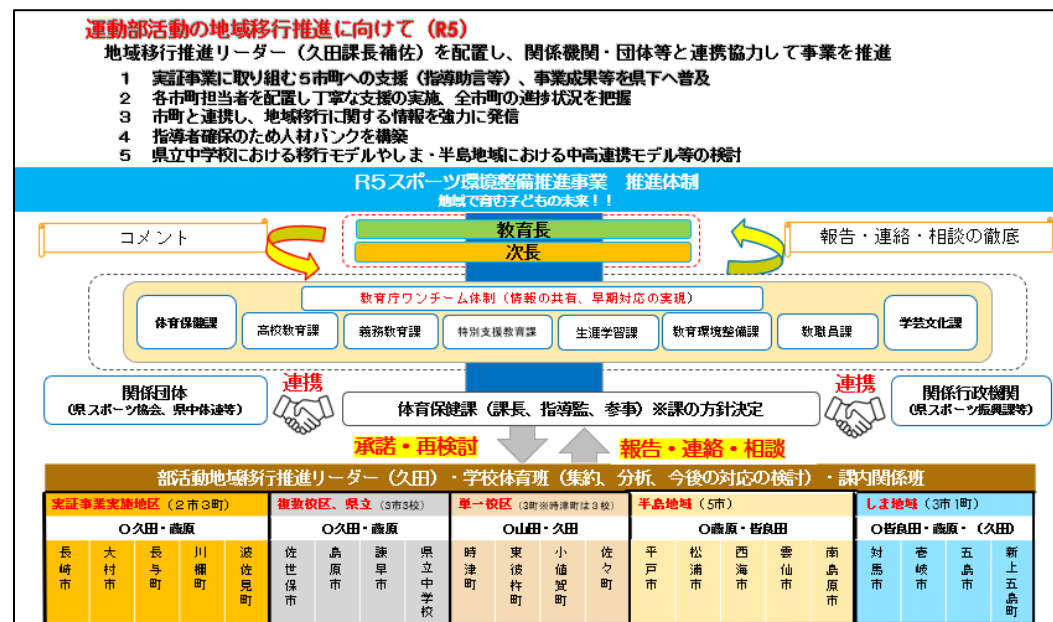 運動部活動の地域移行推進に向けて（R5）
地域移行推進リーダー（久田課長補佐）を配置し、関係機関・団体等と連携協力して事業を推進
1　実証事業に取り組む５市町への支援（指導助言等）、事業成果等を県下へ普及
2　各市町担当者を配置し丁寧な支援の実施、全市町の進捗状況を把握
3　市町と連携し、地域移行に関する情報を強力に発信
4　指導者確保のため人材バンクを構築
5　県立中学校における移行モデルやしま・半島地域における中高連携モデル等の検討
R5スポーツ環境整備推進事業　推進体制
地域で育む子どもの未来！！
コメント
教育長
次長
報告・連絡・相談の徹底
教育庁ワンチーム体制（情報の共有、早期対応の実現）
体育保健課
高校教育課
義務教育課
特別支援教育課
生涯学習課
教育環境整備課
教職員課
学芸文化課
関係団体
（県スポーツ協会、県中体連等）
連携
体育保健課（課長、指導監、参事）※課の方針決定
連携
関係行政機関
（県スポーツ振興課等）
承諾・再検討
報告・連絡・相談
部活動地域移行推進リーダー（久田）・学校体育班（集約、分析、今後の対応の検討）・課内関係班
実証事業実施地区（２市３町）
○久田・藤原
長崎市
大村市
長与町
川棚町
波佐見町
複数校区、県立（3市3校）
○久田・藤原
佐世保市
島原市
諫早市
県立中学校
単一校区（3町※時津町は３校）
○山田・久田
時津町
東彼杵町
小値賀町
佐々町
半島地域（5市）
○藤原・皆良田
平戸市
松浦市
西海市
雲仙市
南島原市
しま地域（3市1町）
○皆良田・藤原・（久田）
対馬市
壱岐市
五島市
新上五島町